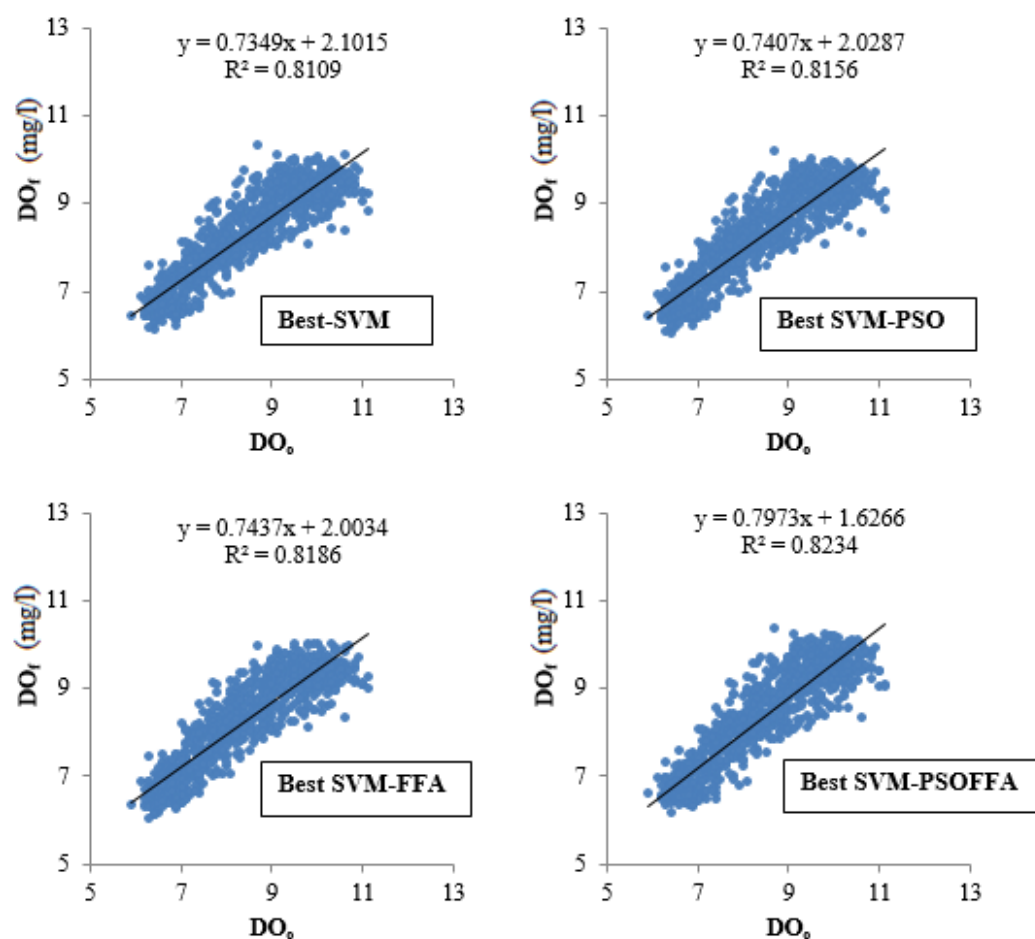 13
11
9
7
5
DOf (mg/l)
y = 0.7349x + 2.1015
R² = 0.8109
Best-SVM
5 7 9 11 13
DOo
13
11
9
7
5
DOf (mg/l)
y = 0.7407x + 2.0287
R² = 0.8156
Best SVM-PSO
5 7 9 11 13
DOo
13
11
9
7
5
DOf (mg/l)
y = 0.7437x + 2.0034
R² = 0.8186
Best SVM-FFA
5 7 9 11 13
DOo
13
11
9
7
5
DOf (mg/l)
y = 0.7973x + 1.6266
R² = 0.8234
Best SVM-PSOFFA
5 7 9 11 13
DOo